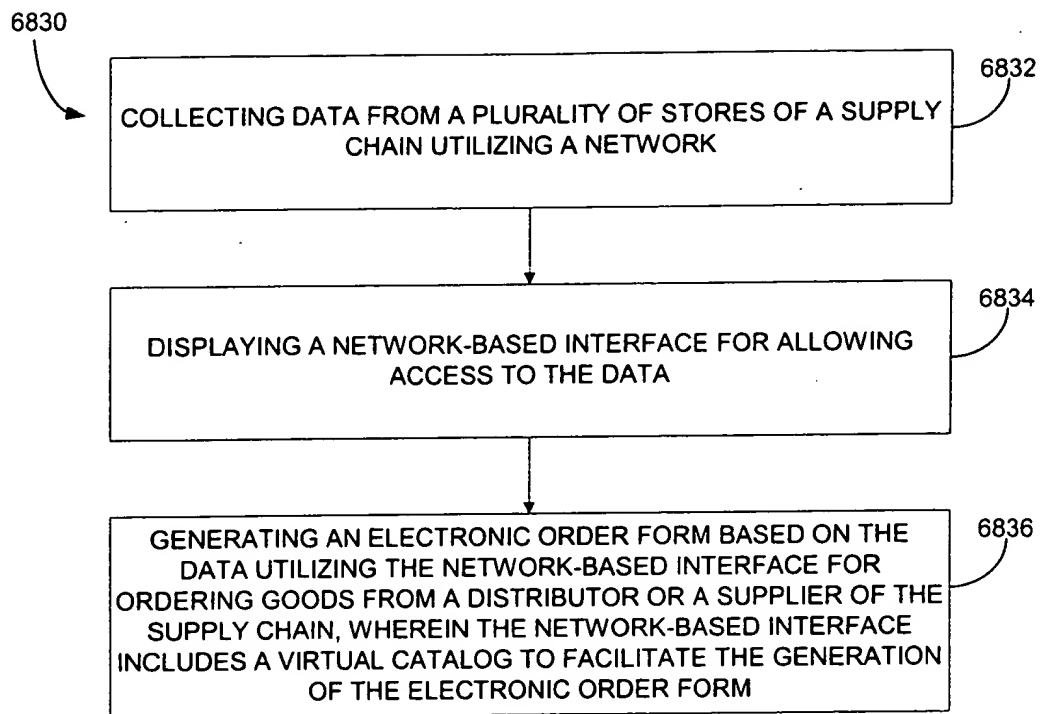 6830
6832
COLLECTING DATA FROM A PLURALITY OF STORES OF A SUPPLY
CHAIN UTILIZING A NETWORK
6834
DISPLAYING A NETWORK-BASED INTERFACE FOR ALLOWING
ACCESS TO THE DATA
6836
GENERATING AN ELECTRONIC ORDER FORM BASED ON THE
DATA UTILIZING THE NETWORK-BASED INTERFACE FOR
ORDERING GOODS FROM A DISTRIBUTOR OR A SUPPLIER OF THE
SUPPLY CHAIN, WHEREIN THE NETWORK-BASED INTERFACE
INCLUDES A VIRTUAL CATALOG TO FACILITATE THE GENERATION
OF THE ELECTRONIC ORDER FORM